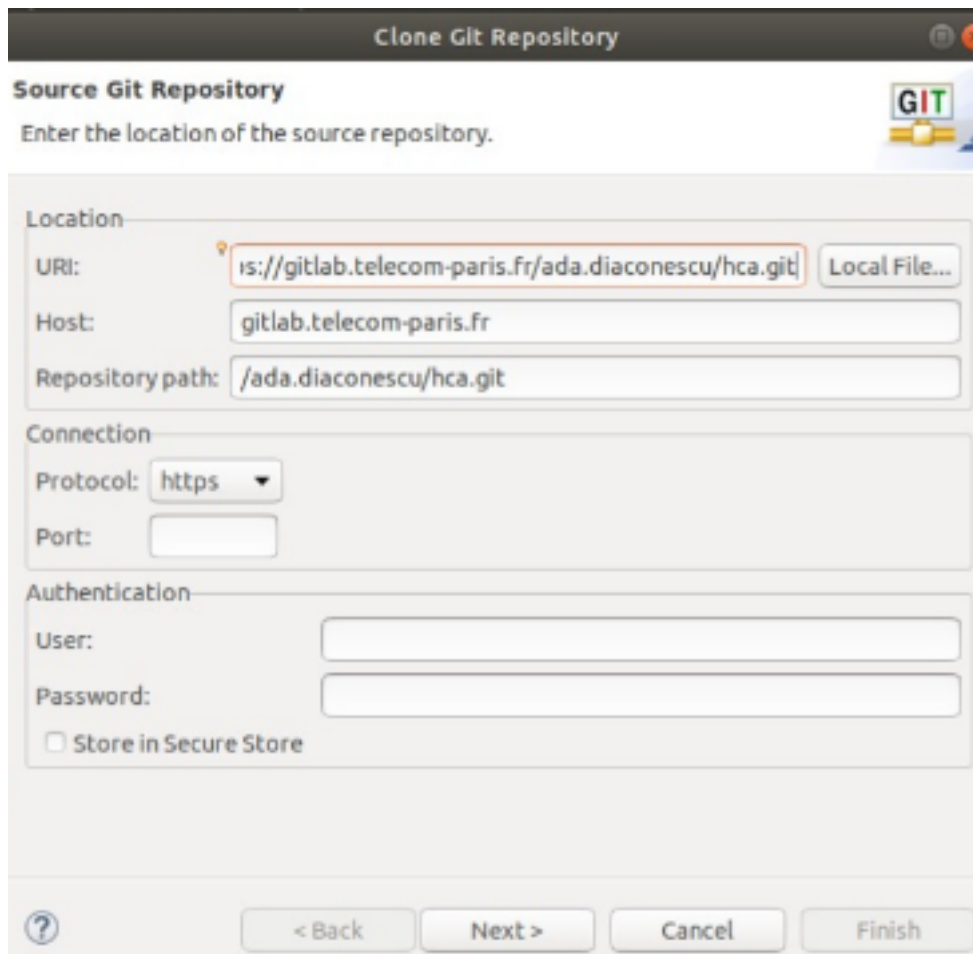 Clone Git Repository
Source Git Repository
GIT
Enter the location of the source repository.
Location
URI: s://gitlab.telecom-paris.fr/ada.diaconescu/hca.git Local File...
Host: gitlab.telecom-paris.fr
Repository path: /ada.diaconescu/hca.git
Connection
Protocol: https
Port:
Authentication
User:
Password:
Store in Secure Store
? < Back Next > Cancel Finish